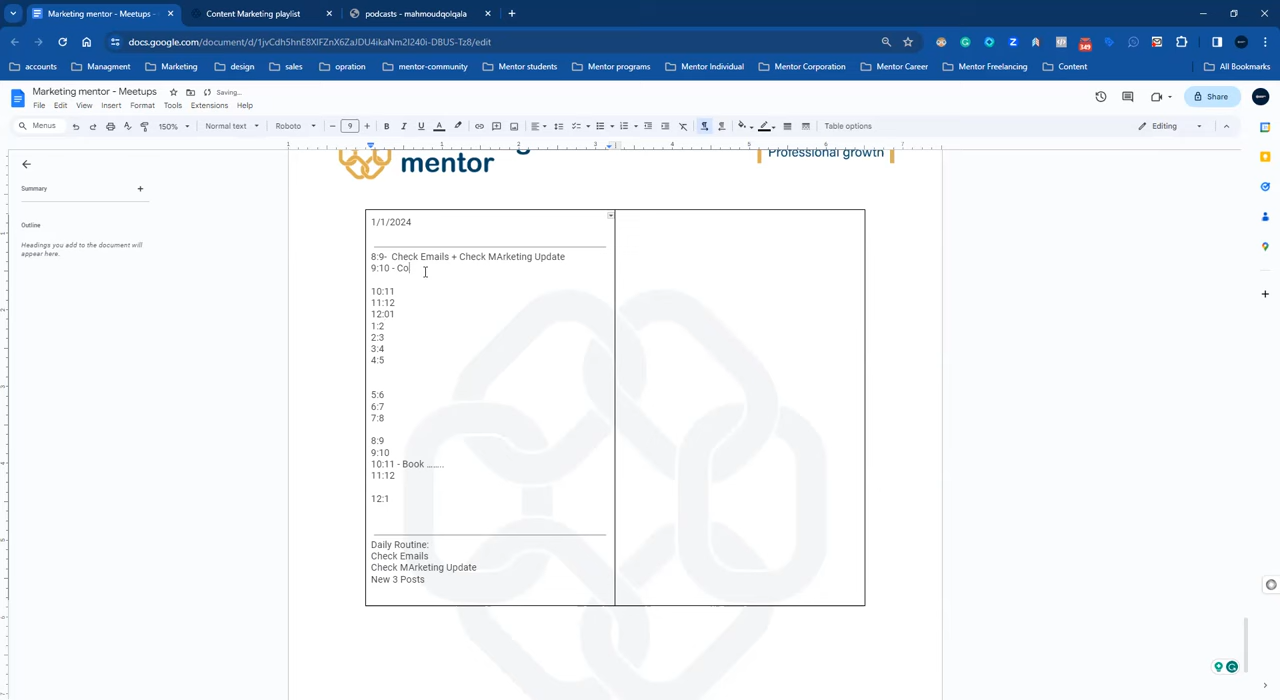 Marketing mentor - Meetups -
Content Marketing playlist
podcasts - mahmoudqolqala
docs.google.com/document/d/1jvCdh5hnE8XIFZnX6ZaJDU4ikaNm2I240i-DBUS-Tz8/edit
349
accounts
Managment
Marketing
design
sales
opration
mentor-community
Mentor students
Mentor programs
Mentor Individual
Mentor Corporation
Mentor Career
Mentor Freelancing
Content
All Bookmarks
Marketing mentor - Meetups
Saving...
File Edit View Insert Format Tools Extensions Help
Share
Menus
150%
Normal text
Roboto
9
Table options
Editing
Summary
Outline
Headings you add to the document will
appear here.
mentor
Professional growth
1/1/2024
8:9- Check Emails + Check MArketing Update
9:10 - Co
10:11
11:12
12:01
1:2
2:3
3:4
4:5
5:6
6:7
7:8
8:9
9:10
10:11 - Book ........
11:12
12:1
Daily Routine:
Check Emails
Check MArketing Update
New 3 Posts